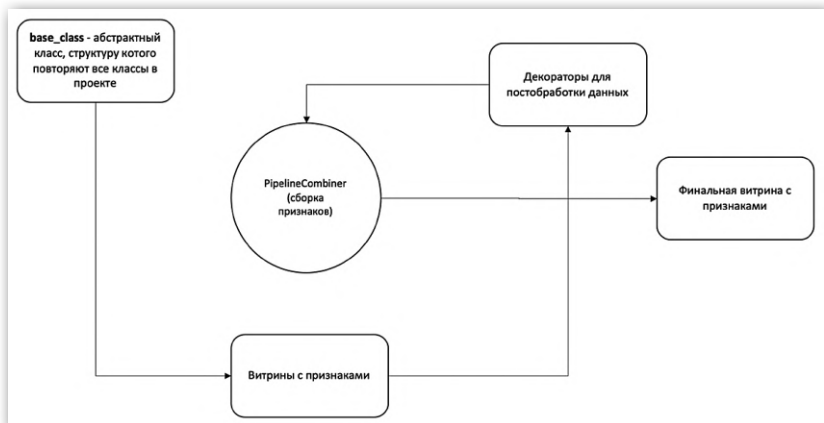 base_class - абстрактный
класс, структуру котого
повторяют все классы в
проекте
Декораторы для
постобработки данных
PipelineCombiner
(сборка
признаков)
Финальная витрина с
признаками
Витрины с признаками